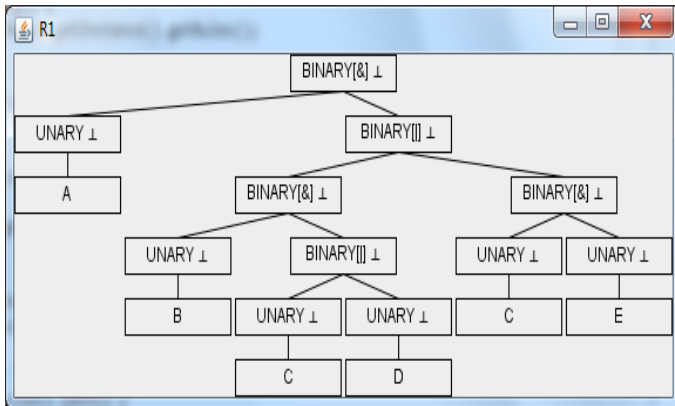 R1
BINARY[&] ⊥
UNARY ⊥
BINARY[|] ⊥
A
BINARY[&] ⊥
BINARY[&] ⊥
UNARY ⊥
BINARY[|] ⊥
UNARY ⊥
UNARY ⊥
B
UNARY ⊥
UNARY ⊥
C
E
C
D